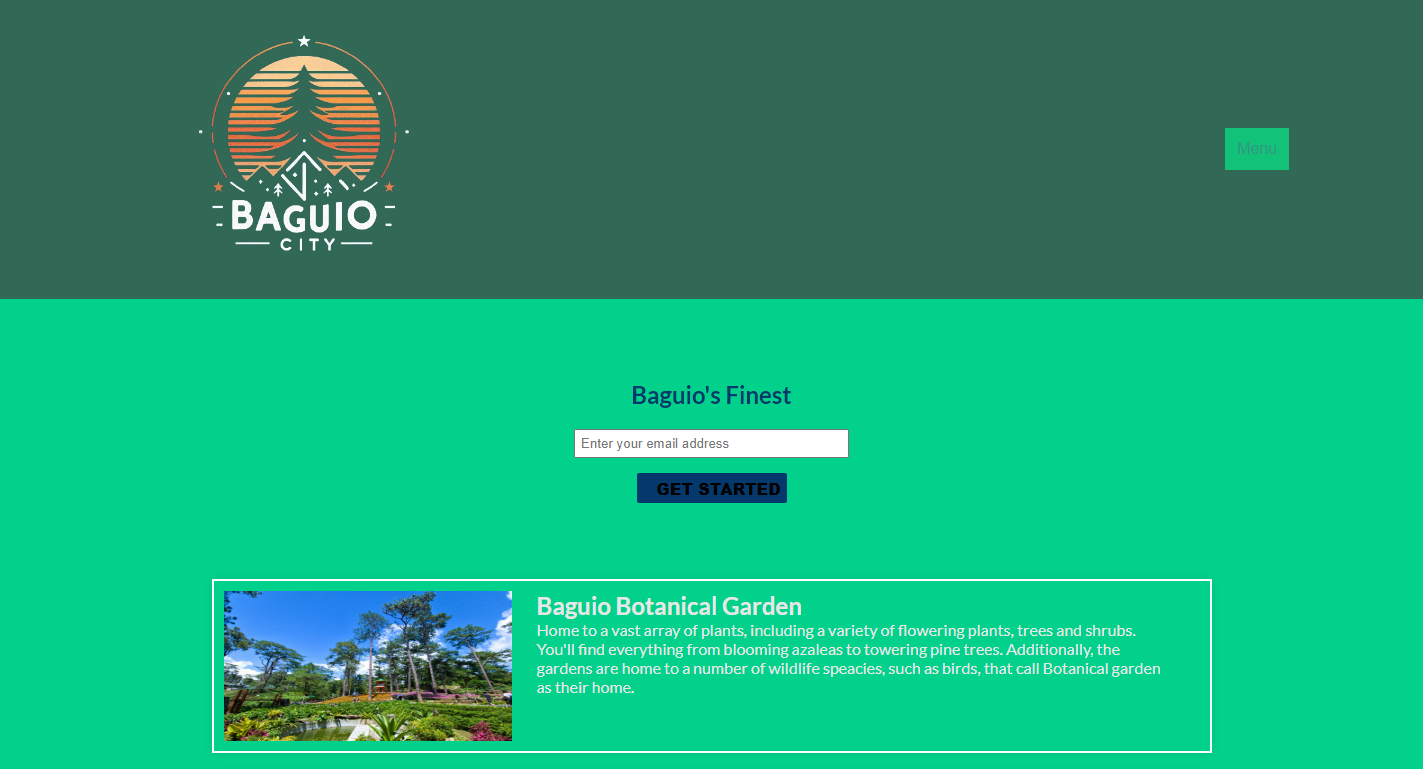 BAGUIO
CITY
Menu
Baguio's Finest
Enter your email address
GET STARTED
Baguio Botanical Garden
Home to a vast array of plants, including a variety of flowering plants, trees and shrubs.
You'll find everything from blooming azaleas to towering pine trees. Additionally, the
gardens are home to a number of wildlife speacies, such as birds, that call Botanical garden
as their home.